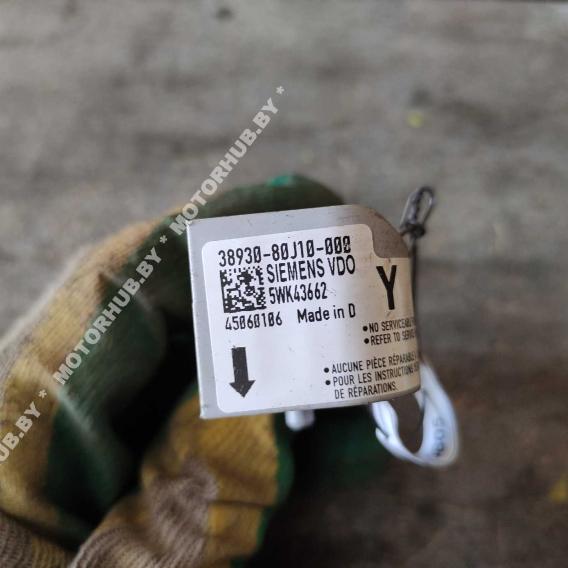 38930-80J10-000
SIEMENS VDO
5WK43662
45060106 Made in D
Y
• NO SERVICEABLE
• REFER TO
• AUCUNE PIÈCE RÉPARABLE
• POUR LES INSTRUCTIONS
DE RÉPARATIONS.
MOTORHUB.BY * MOTORHUB.BY * MOTORHUB.BY *